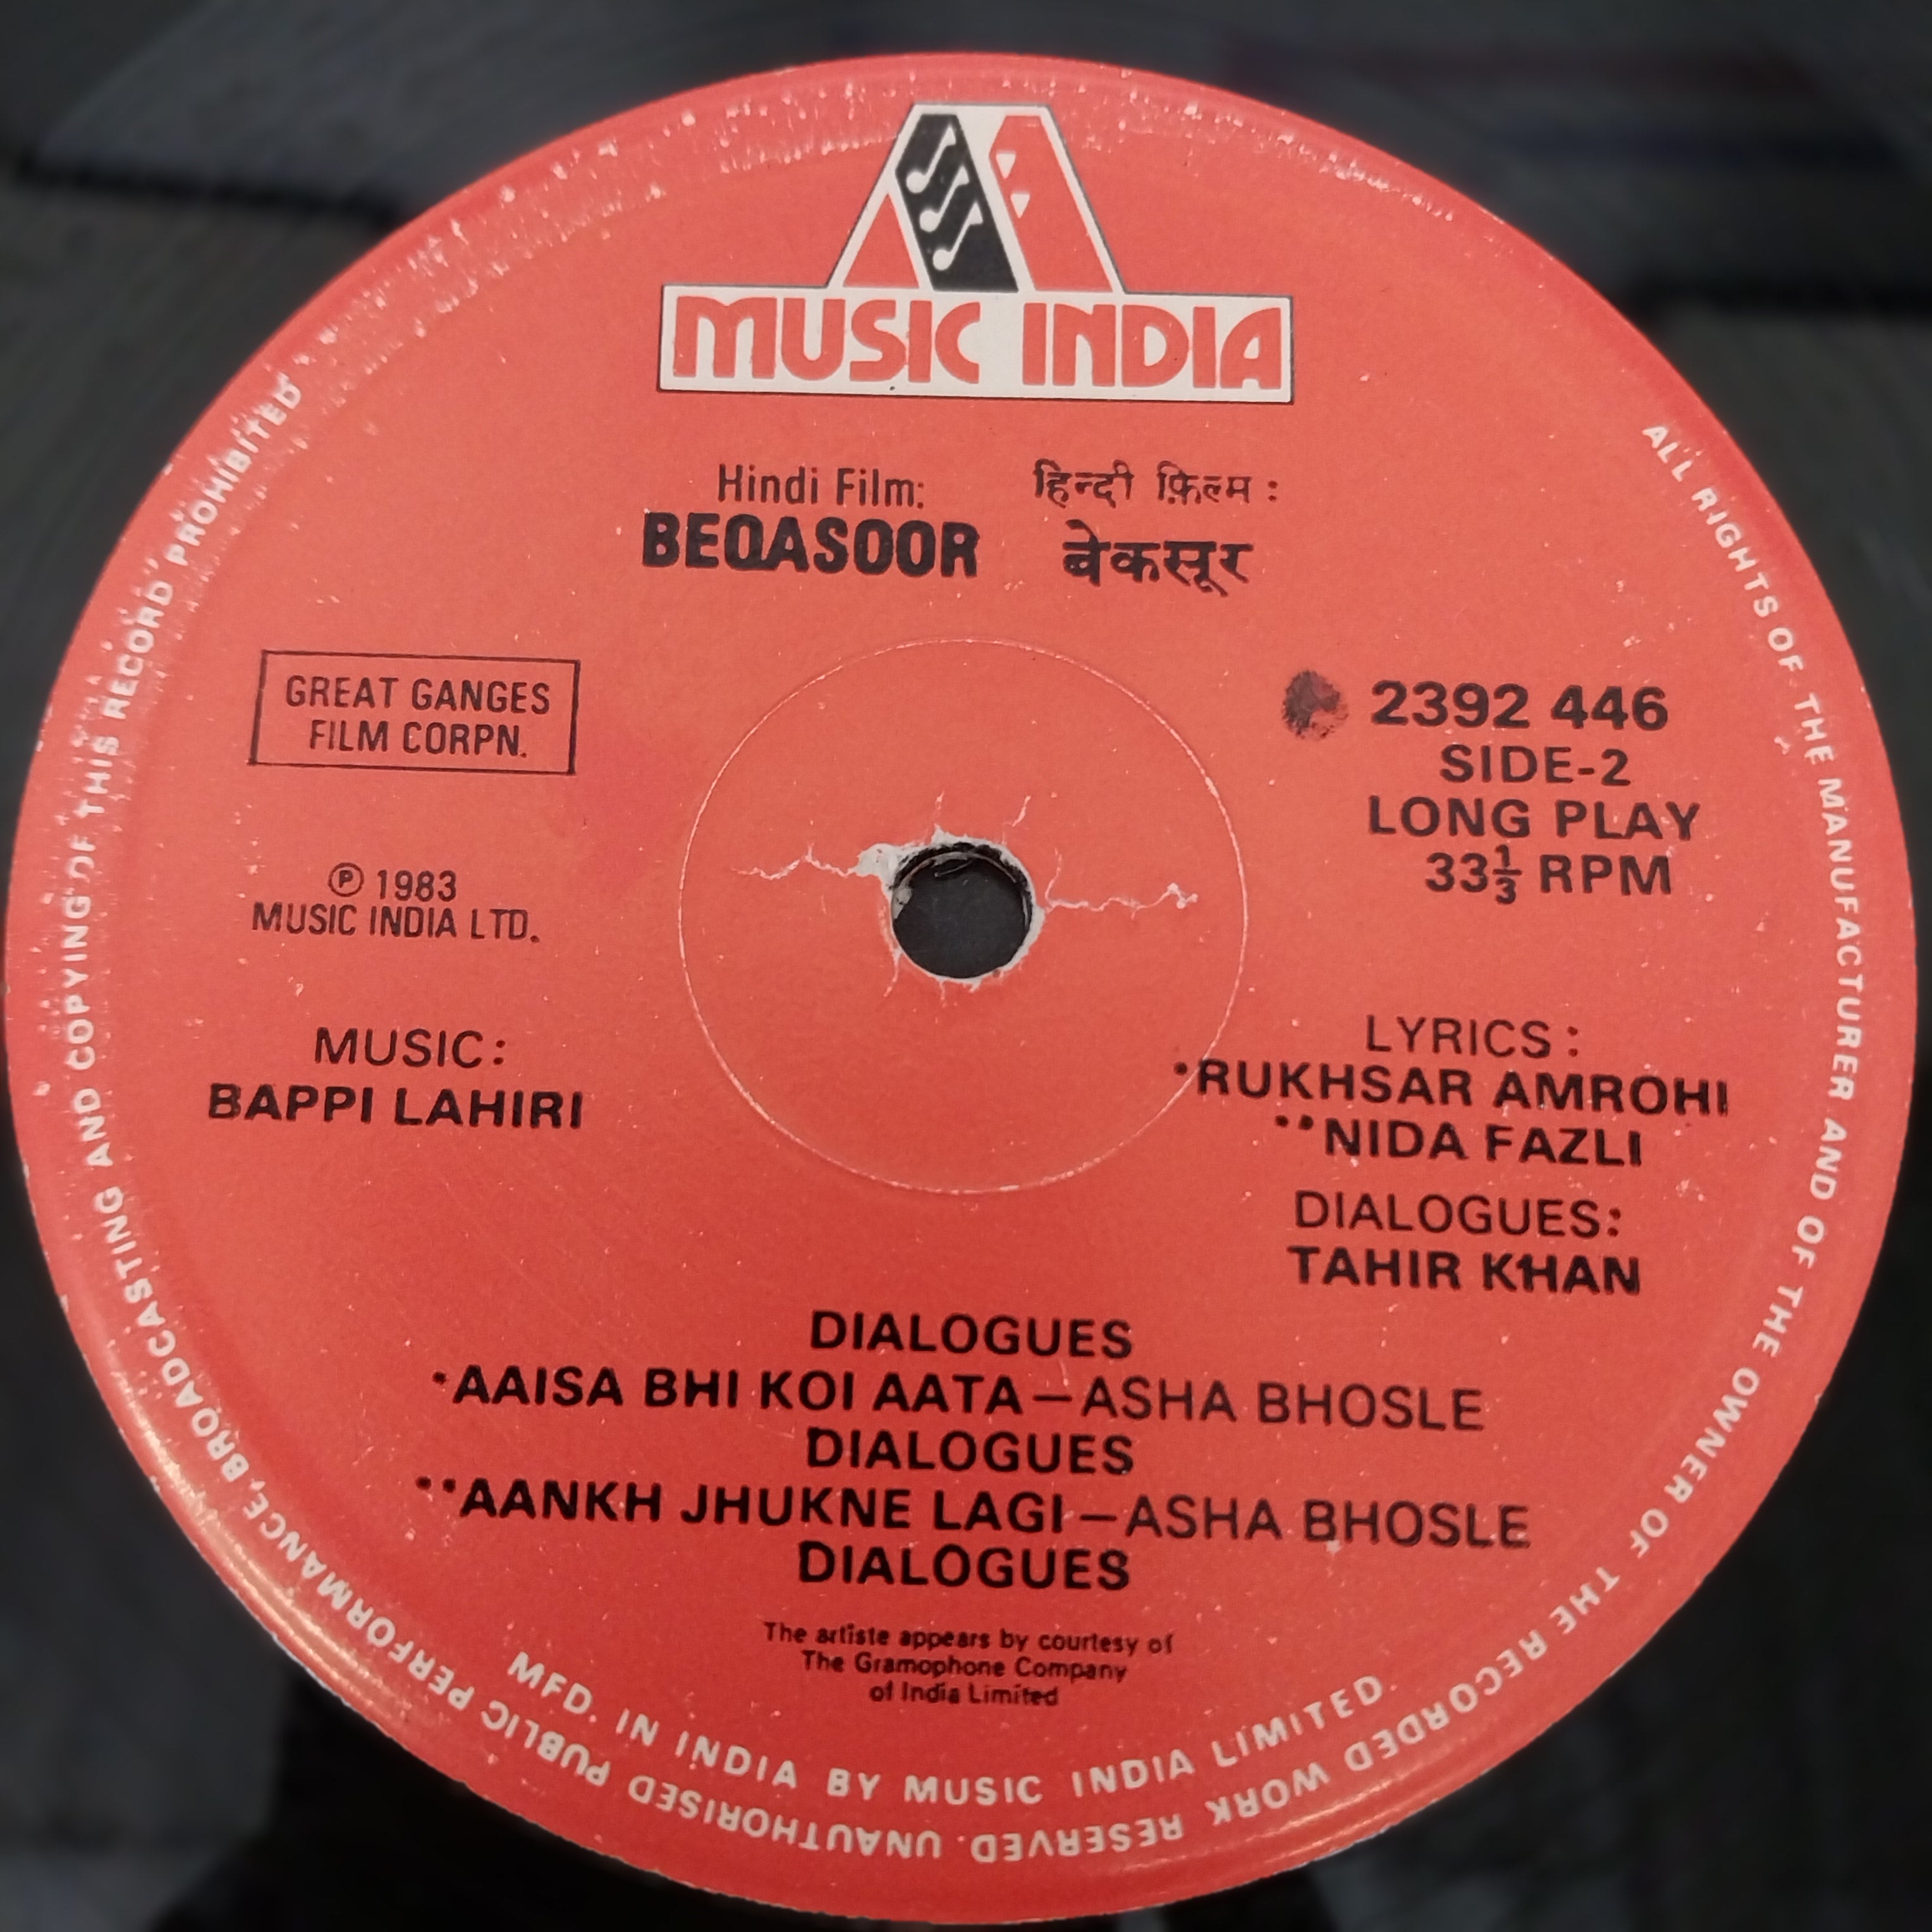 MUSIC INDIA
Hindi Film:
BEQASOOR
हिन्दी फ़िल्म :
बेकसूर
GREAT GANGES
FILM CORPN.
2392 446
SIDE-2
LONG PLAY
33⅓ RPM
℗ 1983
MUSIC INDIA LTD.
MUSIC:
BAPPI LAHIRI
LYRICS :
•RUKHSAR AMROHI
••NIDA FAZLI
DIALOGUES:
TAHIR KHAN
DIALOGUES
•AAISA BHI KOI AATA—ASHA BHOSLE
DIALOGUES
••AANKH JHUKNE LAGI—ASHA BHOSLE
DIALOGUES
The artiste appears by courtesy of
The Gramophone Company
of India Limited
MFD. IN INDIA BY MUSIC INDIA LIMITED.
ALL RIGHTS OF THE MANUFACTURER AND OF THE OWNER OF THE RECORDED WORK RESERVED. UNAUTHORISED PUBLIC PERFORMANCE, BROADCASTING AND COPYING OF THIS RECORD PROHIBITED